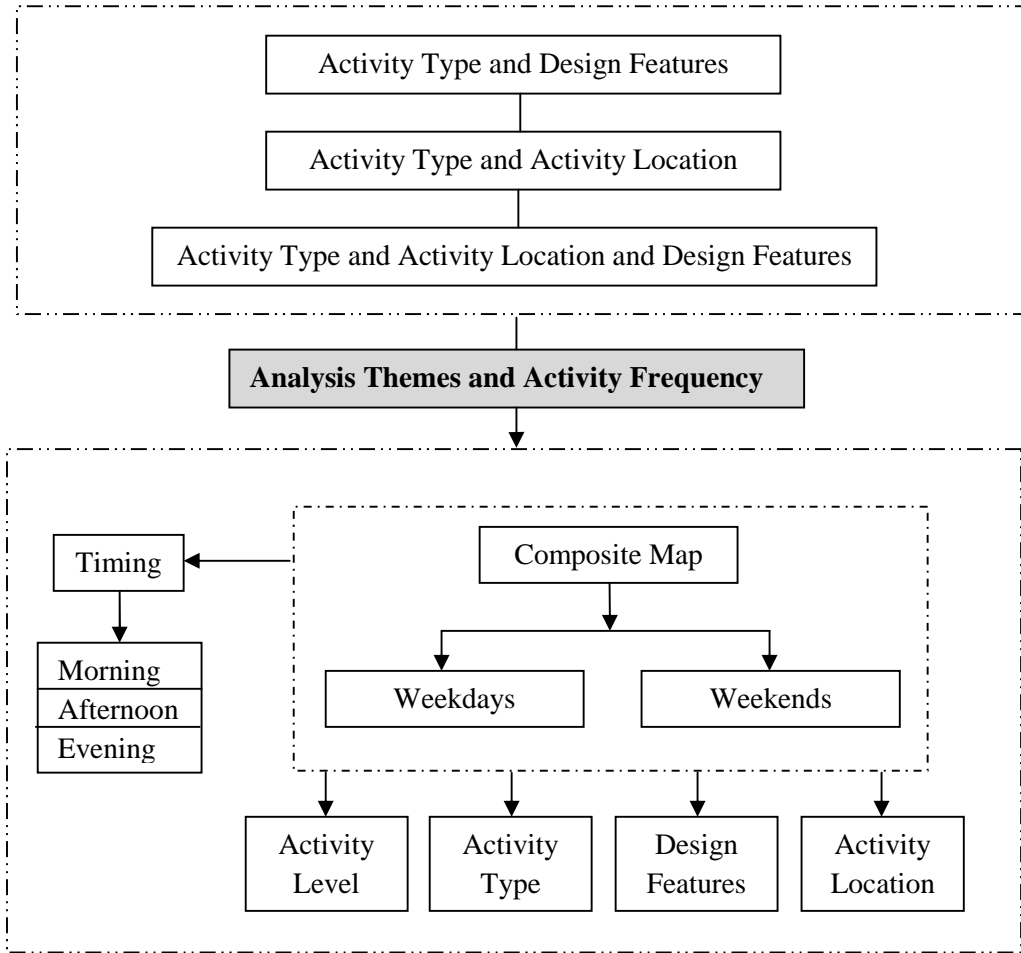 Activity Type and Design Features
Activity Type and Activity Location
Activity Type and Activity Location and Design Features
Analysis Themes and Activity Frequency
Timing
Composite Map
Morning
Afternoon
Evening
Weekdays
Weekends
Activity
Level
Activity
Type
Design
Features
Activity
Location